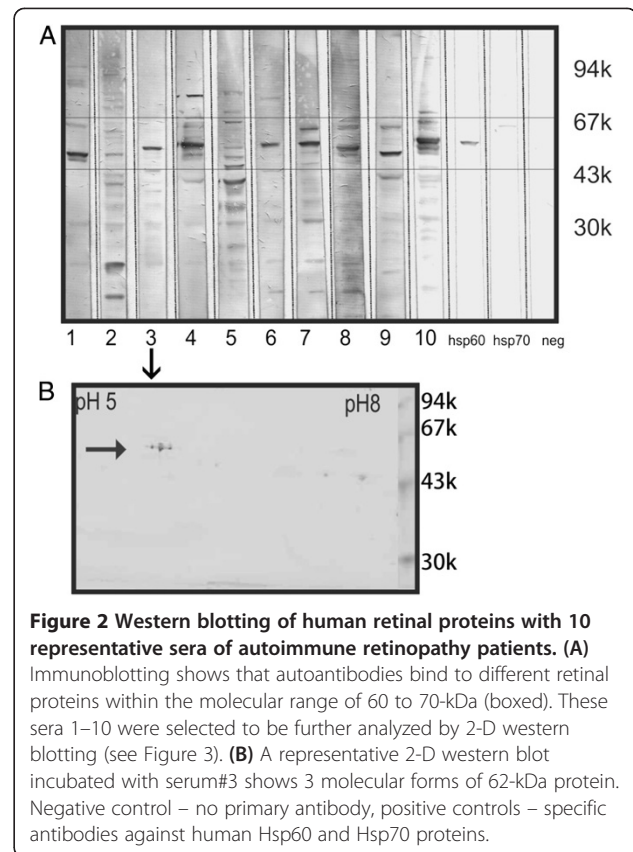 A
94k
67k
43k
30k
1 2 3 4 5 6 7 8 9 10 hsp60 hsp70 neg
B
pH 5 pH8
94k
67k
43k
30k
Figure 2 Western blotting of human retinal proteins with 10
representative sera of autoimmune retinopathy patients. (A)
Immunoblotting shows that autoantibodies bind to different retinal
proteins within the molecular range of 60 to 70-kDa (boxed). These
sera 1–10 were selected to be further analyzed by 2-D western
blotting (see Figure 3). (B) A representative 2-D western blot
incubated with serum#3 shows 3 molecular forms of 62-kDa protein.
Negative control – no primary antibody, positive controls – specific
antibodies against human Hsp60 and Hsp70 proteins.